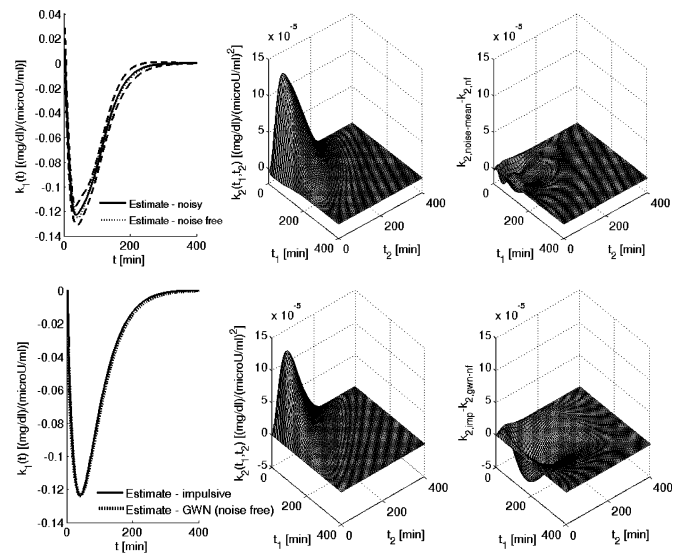 0.04
0.02
0
-0.02
-0.04
-0.06
-0.08
-0.1
-0.12
-0.14
0 200 400
t [min]
k1(t) [(mg/dl)/(microU/ml)]
Estimate - noisy
Estimate - noise free
x 10 -5
15
10
5
0
-5
0
200
400
0
200
400
t1 [min]
t2 [min]
k2(t1,t2) [(mg/dl)/(microU/ml)2]
x 10 -5
15
10
5
0
-5
0
200
400
0
200
400
t1 [min]
t2 [min]
k2,noise-mean-k2,nf
0
-0.02
-0.04
-0.06
-0.08
-0.1
-0.12
-0.14
0 200 400
t [min]
k1(t) [(mg/dl)/(microU/ml)]
Estimate - impulsive
Estimate - GWN (noise free)
x 10 -5
15
10
5
0
-5
0
200
400
0
200
400
t1 [min]
t2 [min]
k2(t1,t2) [(mg/dl)/(microU/ml)2]
x 10 -5
15
10
5
0
-5
0
200
400
0
200
400
t1 [min]
t2 [min]
k2,imp-k2,gwn-nf